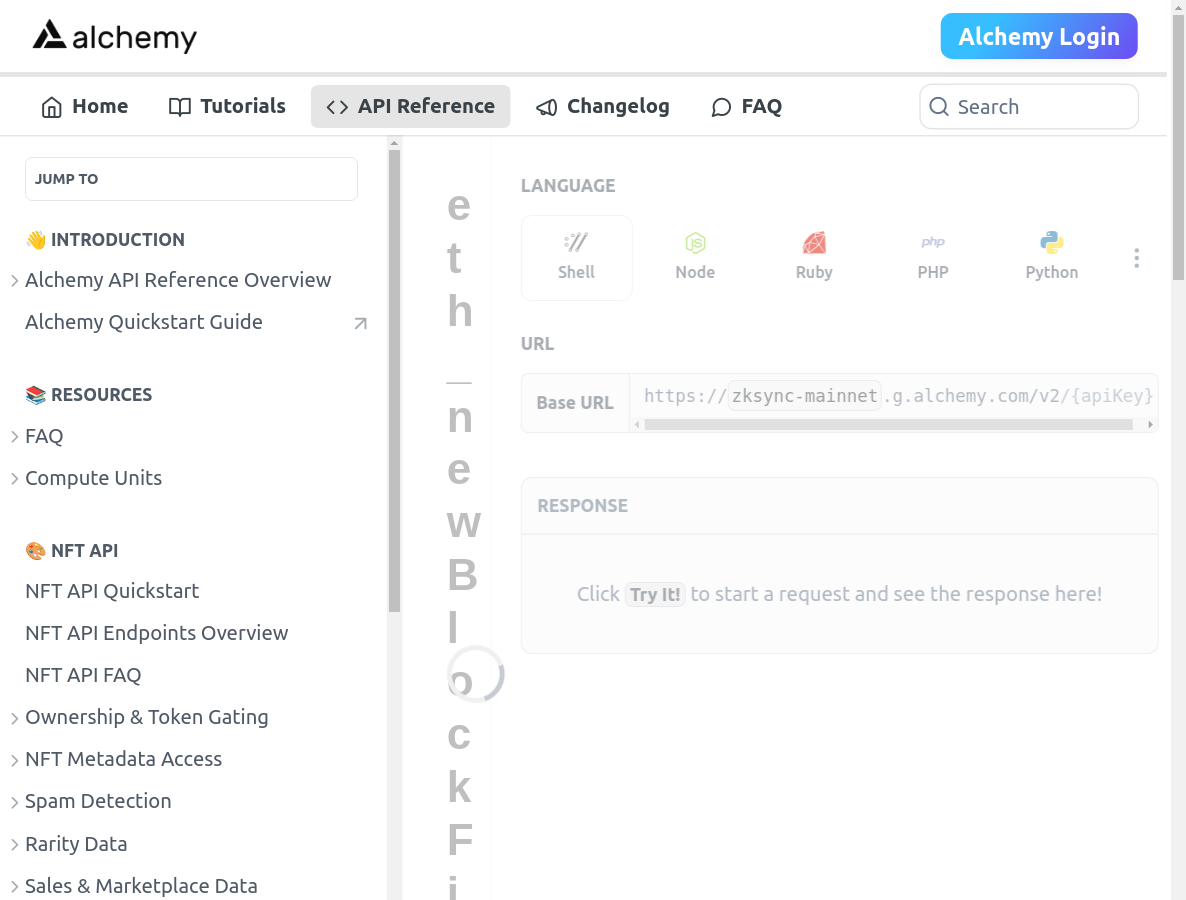 alchemy
Alchemy Login
Home
Tutorials
API Reference
Changelog
FAQ
Search
JUMP TO
👋 INTRODUCTION
Alchemy API Reference Overview
Alchemy Quickstart Guide
📚 RESOURCES
FAQ
Compute Units
🎨 NFT API
NFT API Quickstart
NFT API Endpoints Overview
NFT API FAQ
Ownership & Token Gating
NFT Metadata Access
Spam Detection
Rarity Data
Sales & Marketplace Data
e
t
h
_
n
e
w
B
l
o
c
k
F
i
LANGUAGE
Shell
Node
Ruby
php
PHP
Python
URL
Base URL
https://zksync-mainnet.g.alchemy.com/v2/{apiKey}
RESPONSE
Click Try It! to start a request and see the response here!